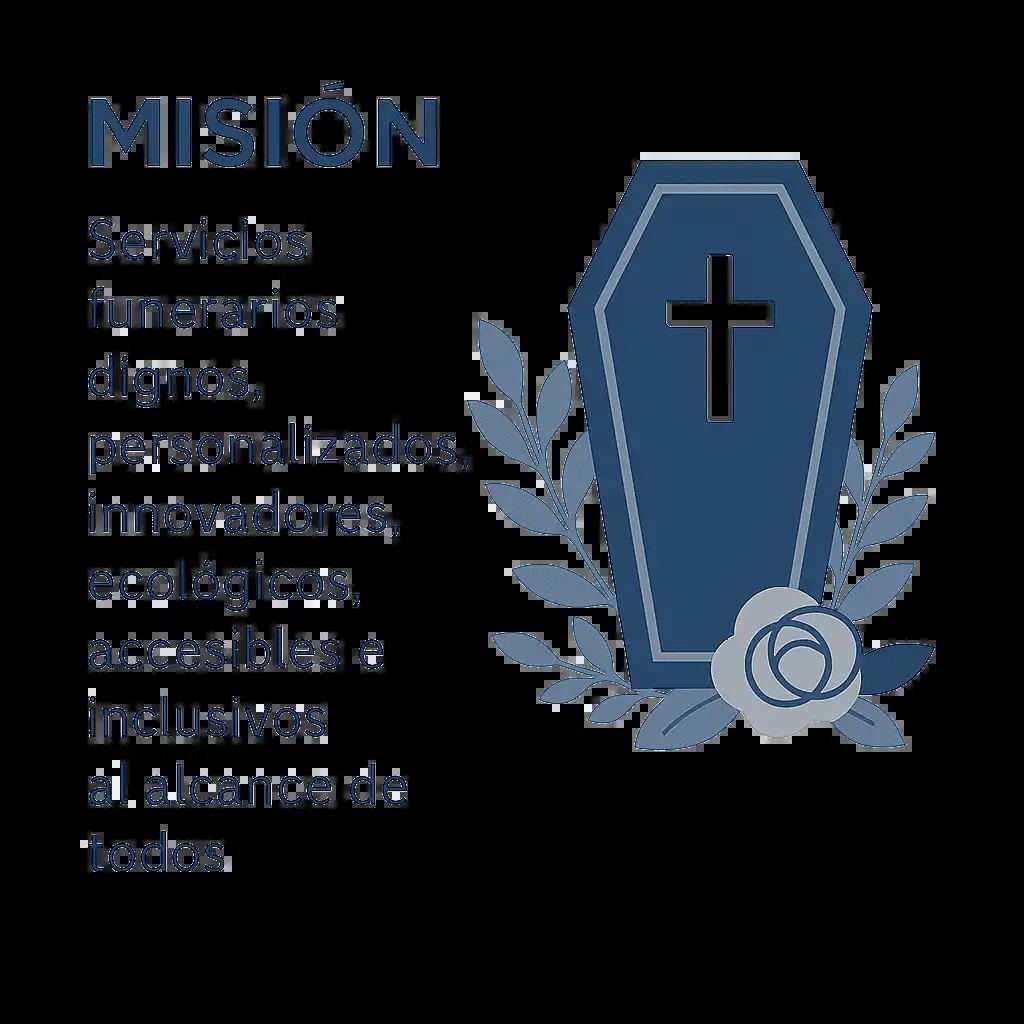 MISIÓN
Servicios
funerarios
dignos,
personalizados,
innovadores,
ecológicos,
accesibles e
inclusivos
al alcance de
todos.